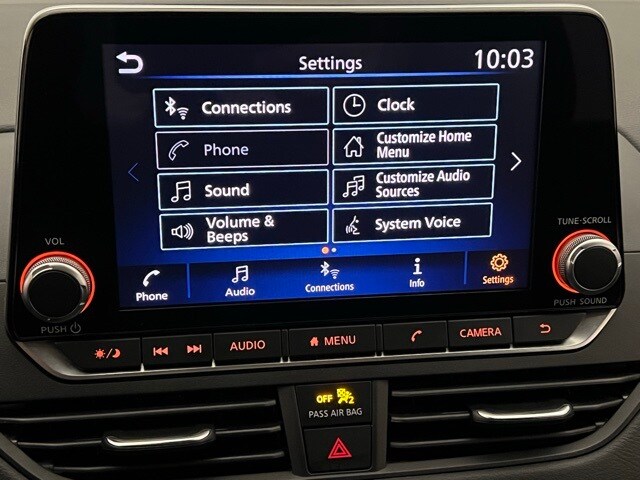 Settings
10:03
Connections
Clock
Phone
Customize Home
Menu
Sound
Customize Audio
Sources
Volume &
Beeps
System Voice
Phone
Audio
Connections
Info
Settings
VOL
PUSH
TUNE-SCROLL
PUSH SOUND
AUDIO
MENU
CAMERA
OFF 2
PASS AIR BAG